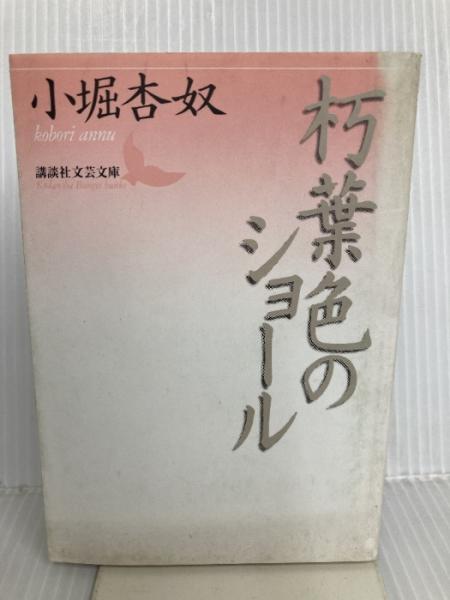 小堀杏奴
kobori annu
講談社文芸文庫
Kodansha Bungei bunko
朽葉色の
ショール